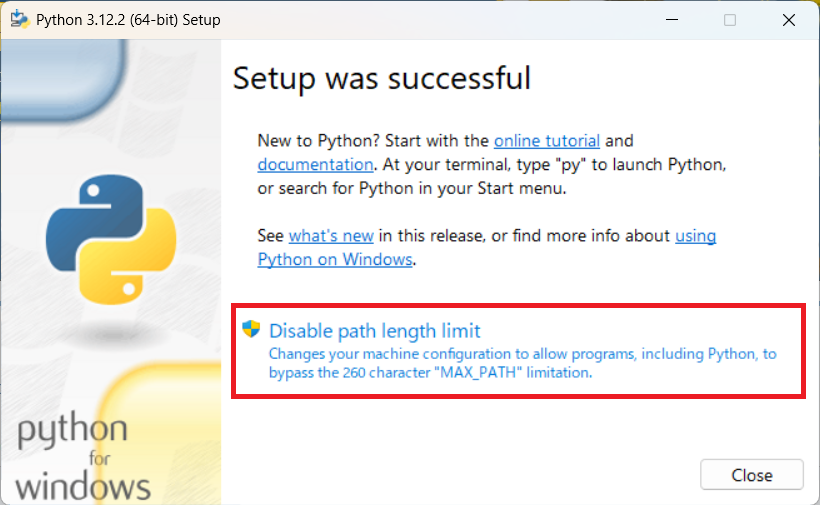 Python 3.12.2 (64-bit) Setup
Setup was successful
New to Python? Start with the online tutorial and
documentation. At your terminal, type "py" to launch Python,
or search for Python in your Start menu.
See what's new in this release, or find more info about using
Python on Windows.
Disable path length limit
Changes your machine configuration to allow programs, including Python, to
bypass the 260 character "MAX_PATH" limitation.
python
for
windows
Close